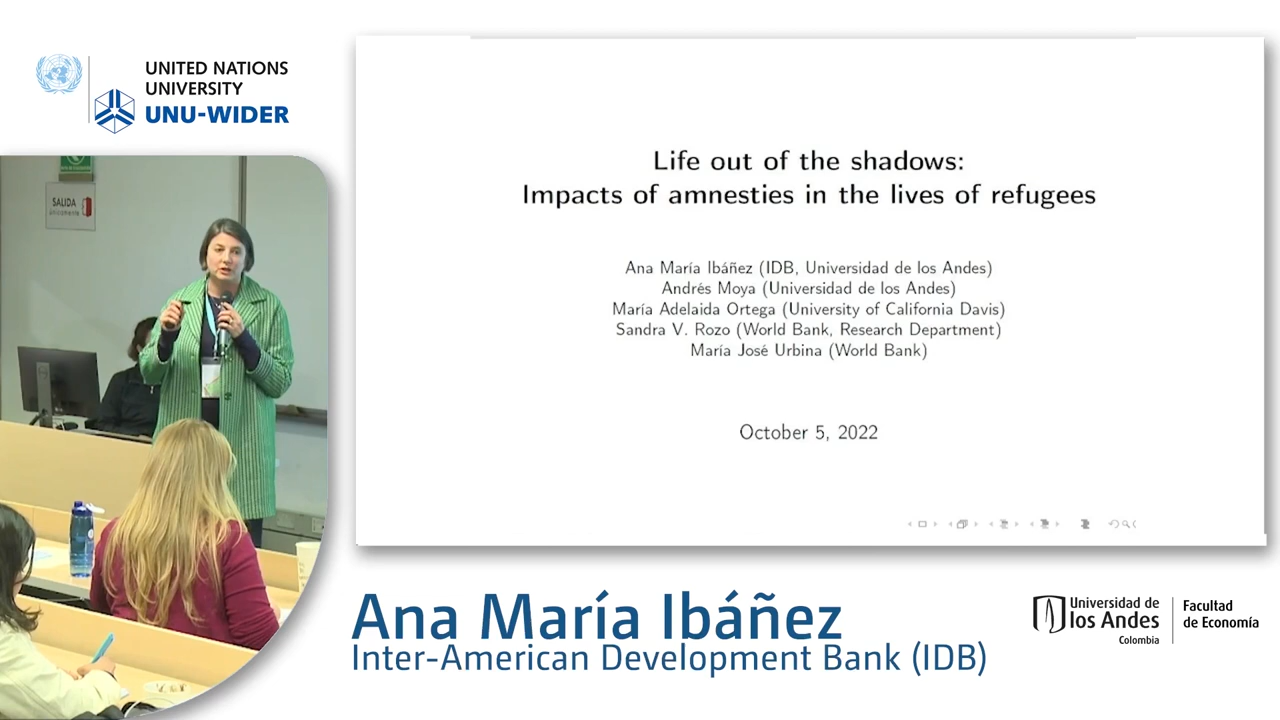 UNITED NATIONS
UNIVERSITY
UNU-WIDER
SALIDA
únicamente
Life out of the shadows:
Impacts of amnesties in the lives of refugees
Ana María Ibáñez (IDB, Universidad de los Andes)
Andrés Moya (Universidad de los Andes)
María Adelaida Ortega (University of California Davis)
Sandra V. Rozo (World Bank, Research Department)
María José Urbina (World Bank)
October 5, 2022
Ana María Ibáñez
Inter-American Development Bank (IDB)
Universidad de
los Andes
Colombia
Facultad
de Economía